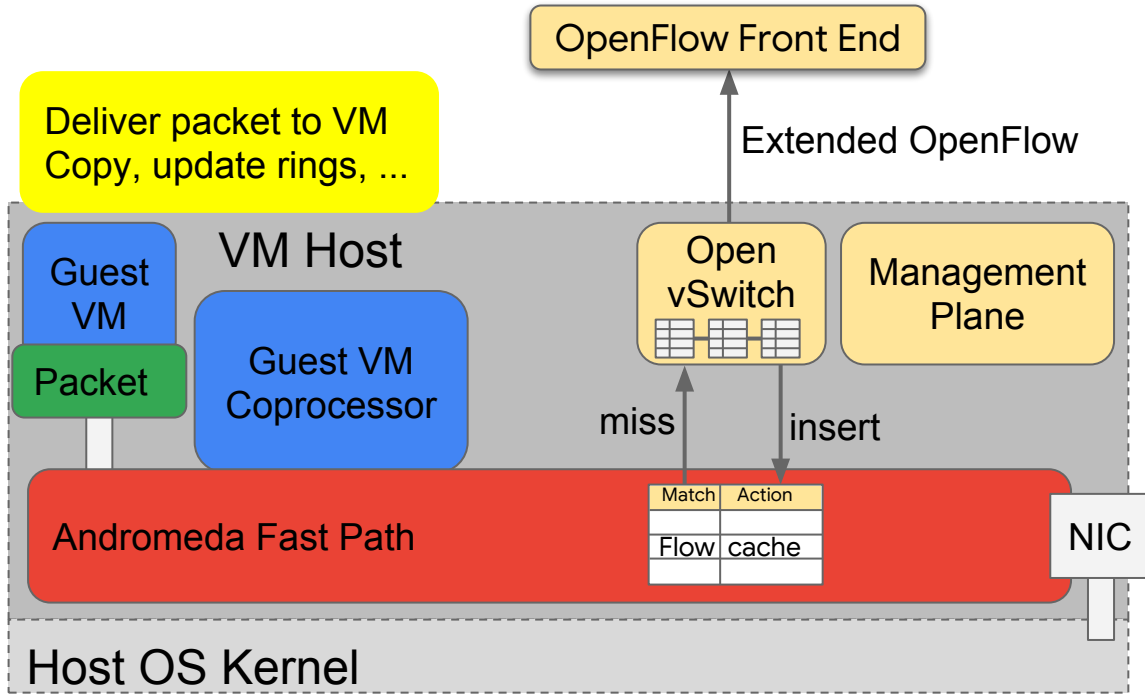 OpenFlow Front End
Deliver packet to VM
Copy, update rings, ...
Extended OpenFlow
VM Host
Guest
VM
Packet
Guest VM
Coprocessor
Open
vSwitch
Management
Plane
miss
insert
Match Action
Flow cache
Andromeda Fast Path
NIC
Host OS Kernel